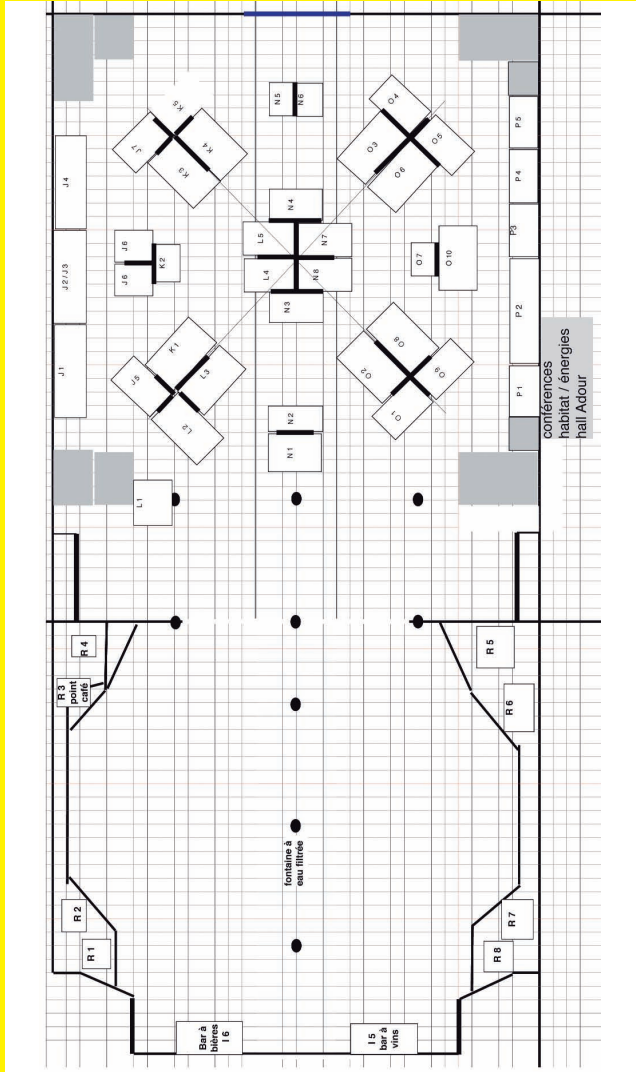 N5
N6
K5
K4
J7
K3
O4
O3
O5
O6
P5
P4
P3
P2
P1
J4
J2/J3
J1
J6
J6
K2
N4
L5
N7
L4
N8
N3
O7
O10
K1
J5
L3
L2
O8
O2
O9
O1
N2
N1
L1
conférences
habitat / énergies
hall Adour
R 4
R 3
point
café
R 5
R 6
fontaine à
eau filtrée
R 2
R 1
R 7
R 8
Bar à
bières
I 6
I 5
bar à
vins